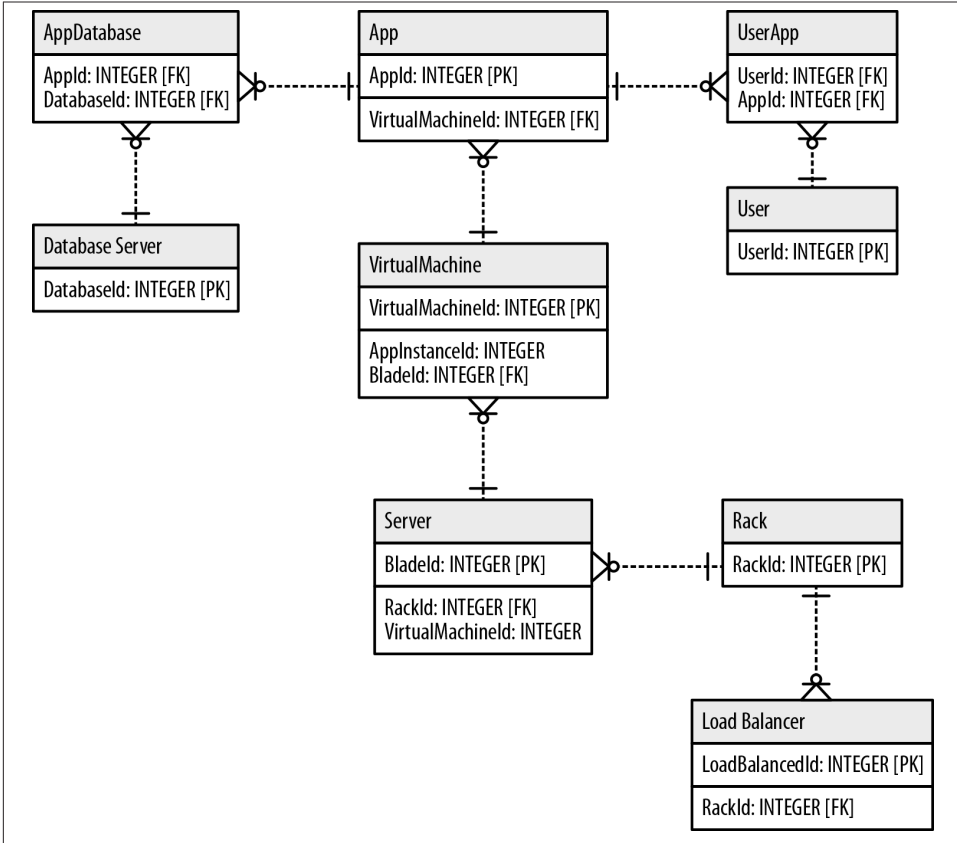 AppDatabase
AppId: INTEGER [FK]
DatabaseId: INTEGER [FK]
App
AppId: INTEGER [PK]
VirtualMachineId: INTEGER [FK]
UserApp
UserId: INTEGER [FK]
AppId: INTEGER [FK]
Database Server
DatabaseId: INTEGER [PK]
User
UserId: INTEGER [PK]
VirtualMachine
VirtualMachineId: INTEGER [PK]
AppInstanceId: INTEGER
BladeId: INTEGER [FK]
Server
BladeId: INTEGER [PK]
RackId: INTEGER [FK]
VirtualMachineId: INTEGER
Rack
RackId: INTEGER [PK]
Load Balancer
LoadBalancedId: INTEGER [PK]
RackId: INTEGER [FK]